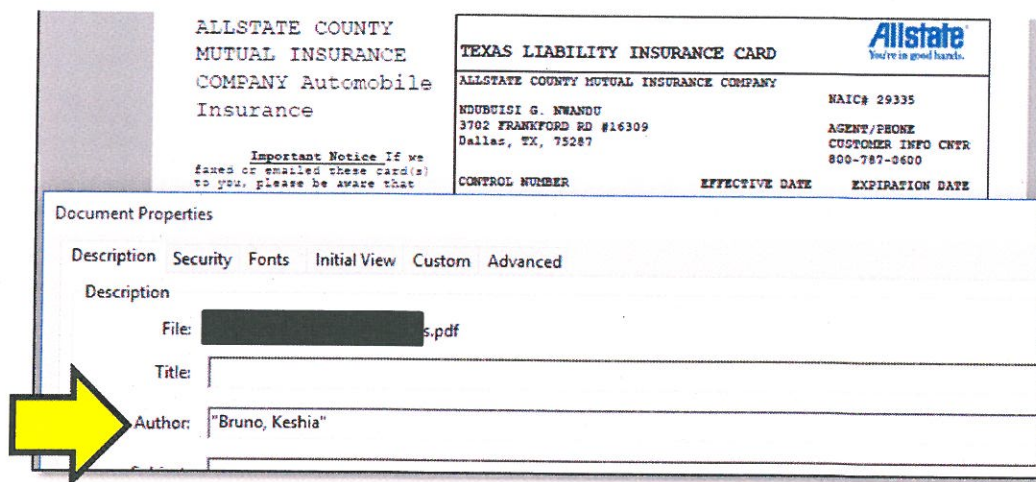 ALLSTATE COUNTY
MUTUAL INSURANCE
COMPANY Automobile
Insurance
Important Notice If we
faxed or emailed these card(s)
to you, please be aware that
TEXAS LIABILITY INSURANCE CARD
Allstate
You're in good hands.
ALLSTATE COUNTY MUTUAL INSURANCE COMPANY
NDUBUISI G. NWANDU
3702 FRANKFORD RD #16309
Dallas, TX, 75287
NAIC# 29335
AGENT/PHONE
CUSTOMER INFO CNTR
800-787-0600
CONTROL NUMBER EFFECTIVE DATE EXPIRATION DATE
Document Properties
Description Security Fonts Initial View Custom Advanced
Description
File: s.pdf
Title:
Author: "Bruno, Keshia"